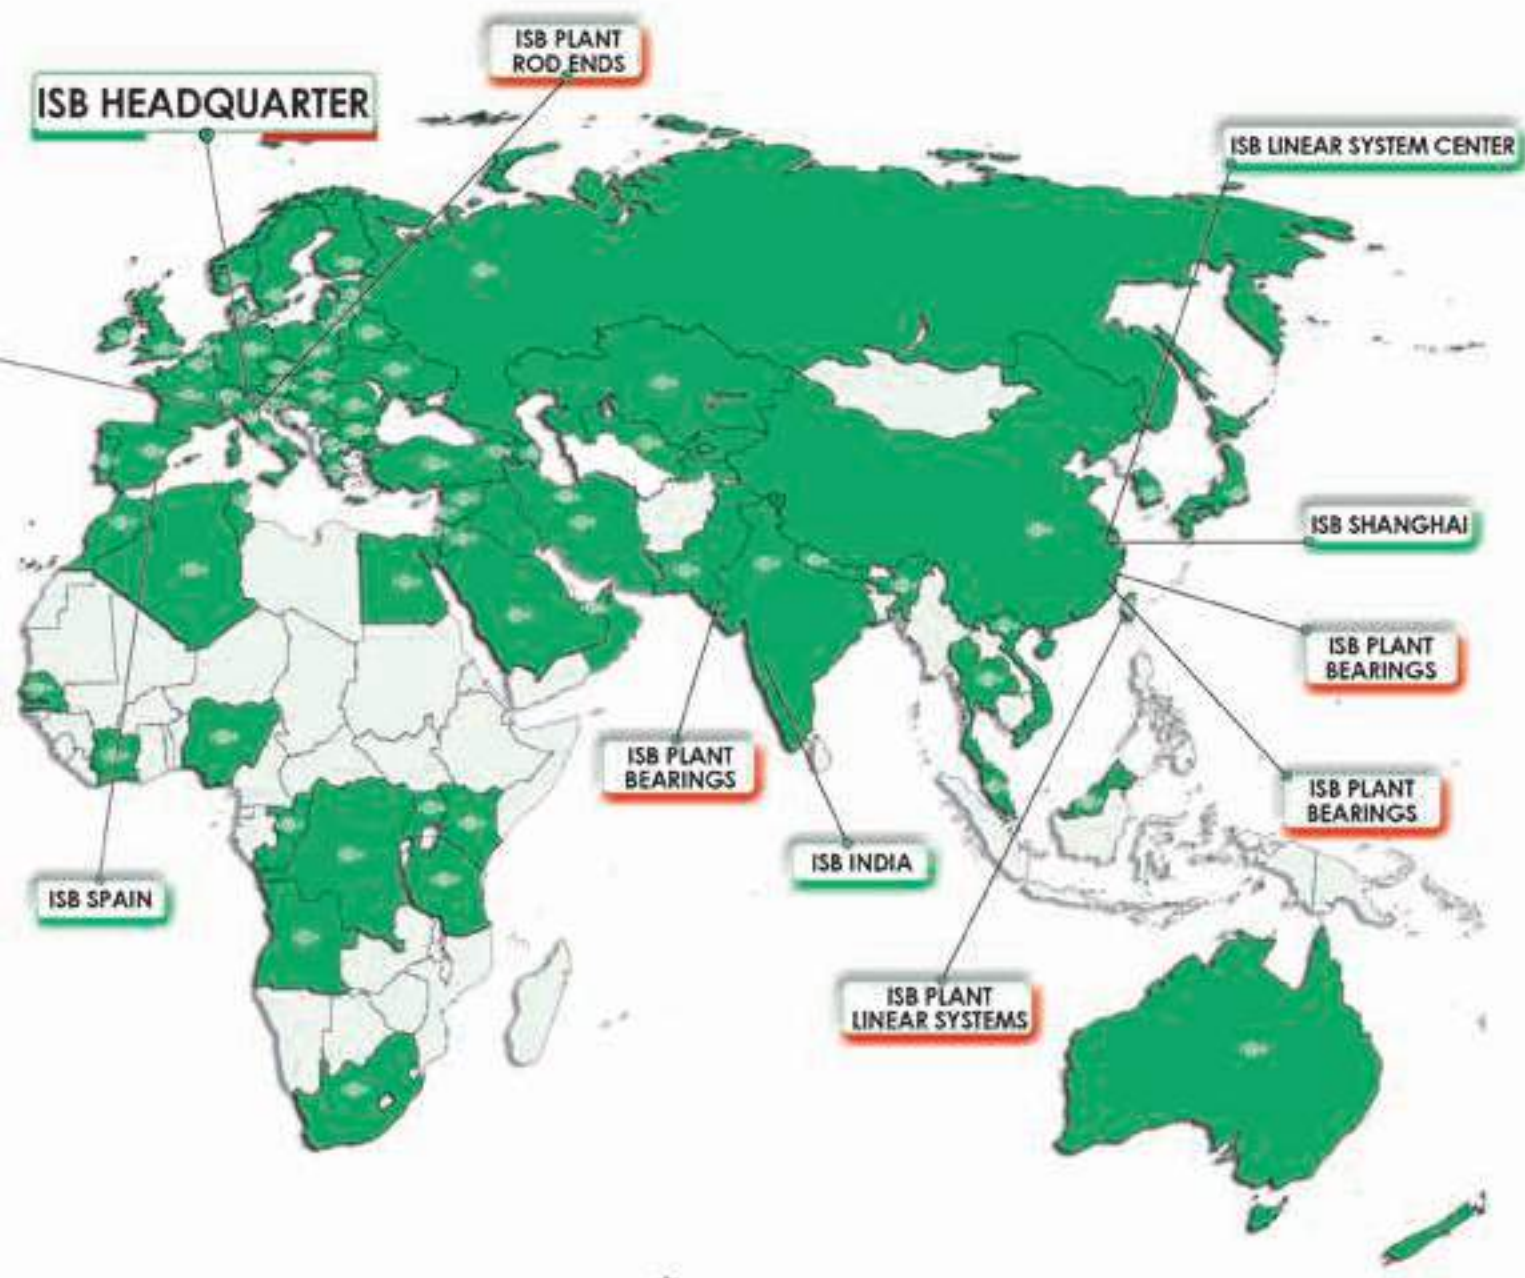 ISB PLANT
ROD ENDS
ISB HEADQUARTER
ISB LINEAR SYSTEM CENTER
ISB SHANGHAI
ISB PLANT
BEARINGS
ISB PLANT
BEARINGS
ISB PLANT
BEARINGS
ISB INDIA
ISB SPAIN
ISB PLANT
LINEAR SYSTEMS